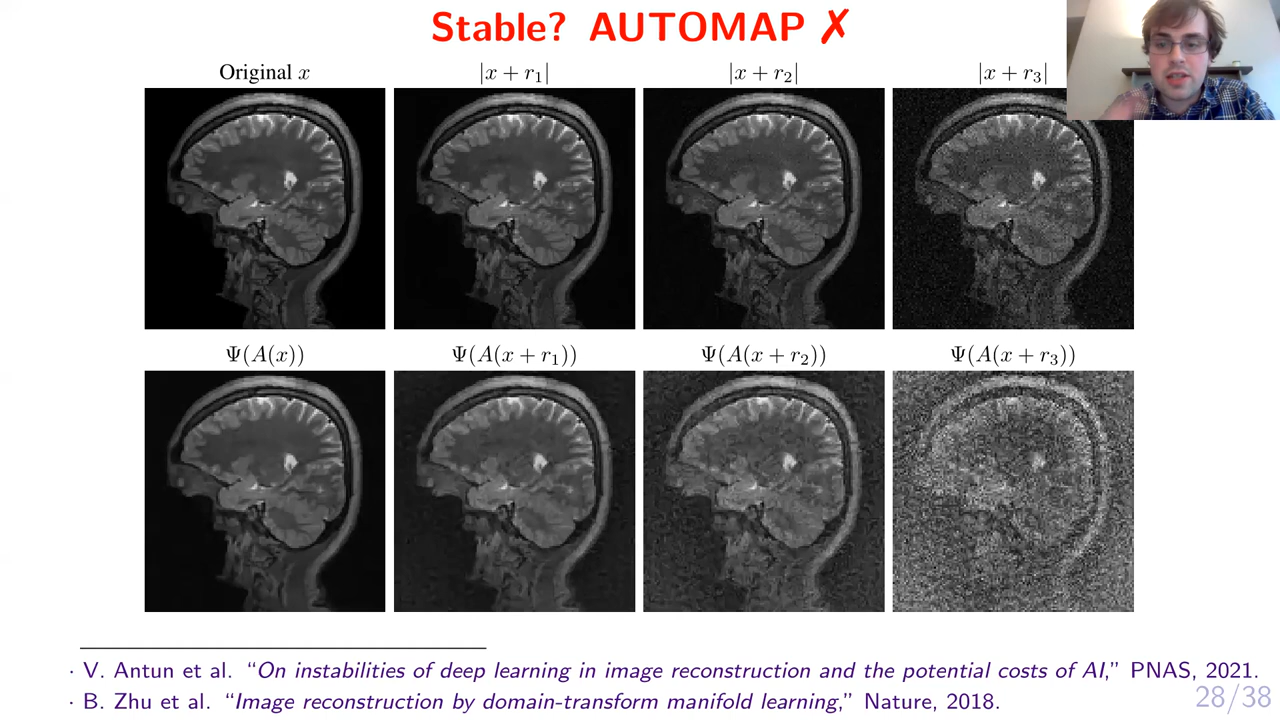 Stable? AUTOMAP ✗
Original x |x + r₁| |x + r₂| |x + r₃|
Ψ(A(x)) Ψ(A(x + r₁)) Ψ(A(x + r₂)) Ψ(A(x + r₃))
· V. Antun et al. “On instabilities of deep learning in image reconstruction and the potential costs of AI,” PNAS, 2021.
· B. Zhu et al. “Image reconstruction by domain-transform manifold learning,” Nature, 2018.
28/38